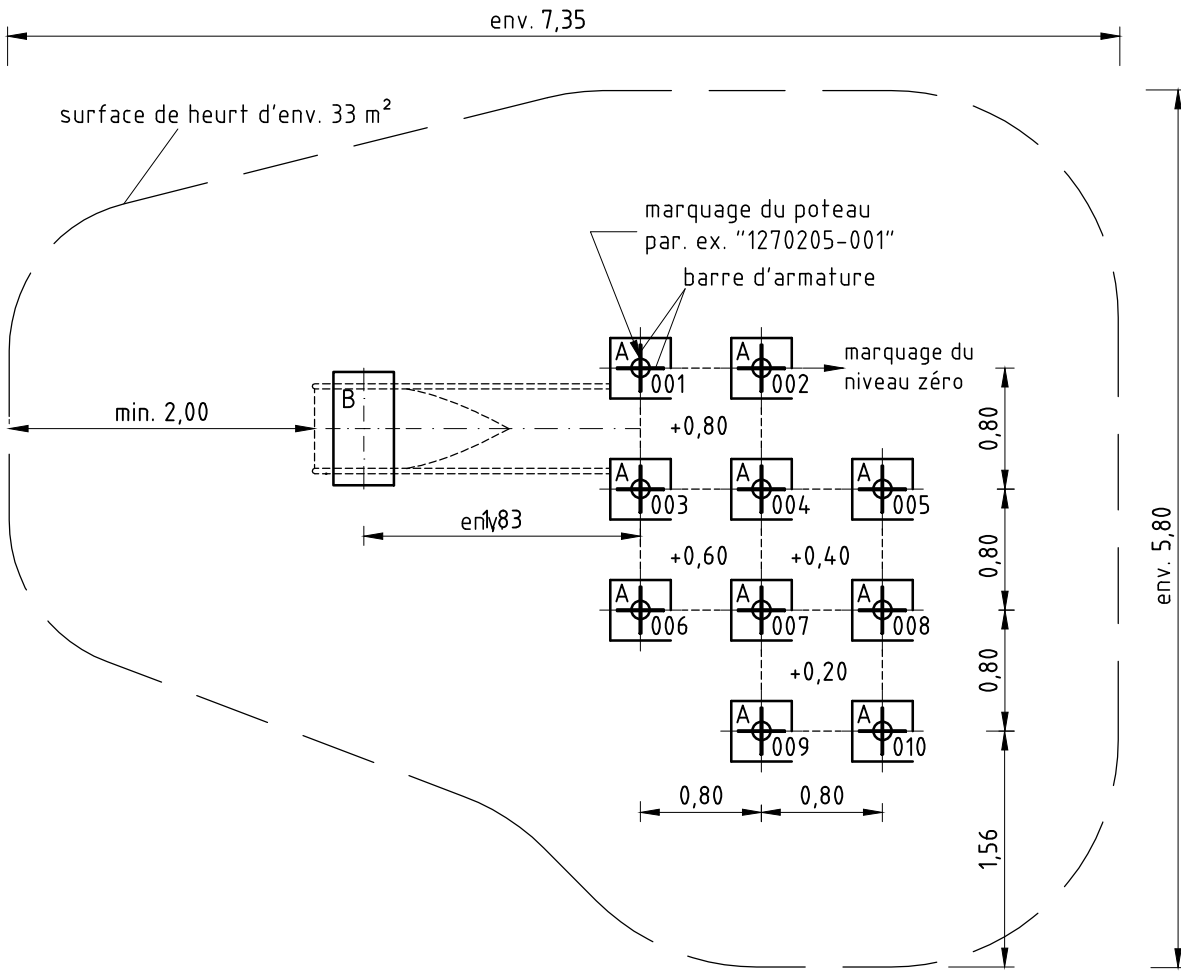 env. 7,35
surface de heurt d'env. 33 m²
marquage du poteau
par. ex. "1270205-001"
barre d'armature
A
001
A
002
marquage du
niveau zéro
B
min. 2,00
+0,80
0,80
A
003
A
004
A
005
env. 1,83
+0,60
+0,40
0,80
env. 5,80
A
006
A
007
A
008
+0,20
0,80
A
009
A
010
0,80
0,80
1,56